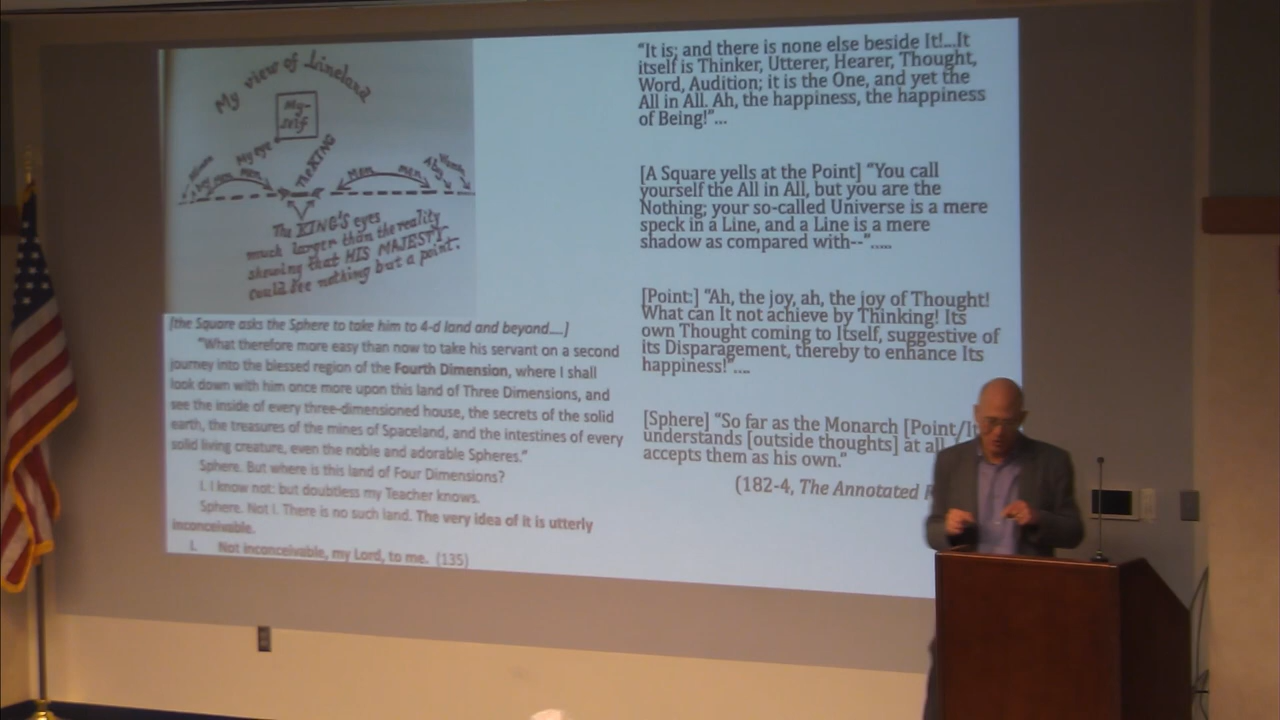 My view of Lineland
My-
self
My eye
The KING
Women
Men
Men
men
The KING'S eyes
much larger than the reality
shewing that HIS MAJESTY
could see nothing but a point.
[the Square asks the Sphere to take him to 4-d land and beyond....]
"What therefore more easy than now to take his servant on a second
journey into the blessed region of the Fourth Dimension, where I shall
look down with him once more upon this land of Three Dimensions, and
see the inside of every three-dimensioned house, the secrets of the solid
earth, the treasures of the mines of Spaceland, and the intestines of every
solid living creature, even the noble and adorable Spheres."
Sphere. But where is this land of Four Dimensions?
I. I know not: but doubtless my Teacher knows.
Sphere. Not I. There is no such land. The very idea of it is utterly
inconceivable.
I. Not inconceivable, my Lord, to me. (135)
"It is; and there is none else beside It!...It
itself is Thinker, Utterer, Hearer, Thought,
Word, Audition; it is the One, and yet the
All in All. Ah, the happiness, the happiness
of Being!"...
[A Square yells at the Point] "You call
yourself the All in All, but you are the
Nothing; your so-called Universe is a mere
speck in a Line, and a Line is a mere
shadow as compared with--".....
[Point:] "Ah, the joy, ah, the joy of Thought!
What can It not achieve by Thinking! Its
own Thought coming to Itself, suggestive of
its Disparagement, thereby to enhance Its
happiness!"....
[Sphere] "So far as the Monarch [Point/It
understands [outside thoughts] at all
accepts them as his own."
(182-4, The Annotated